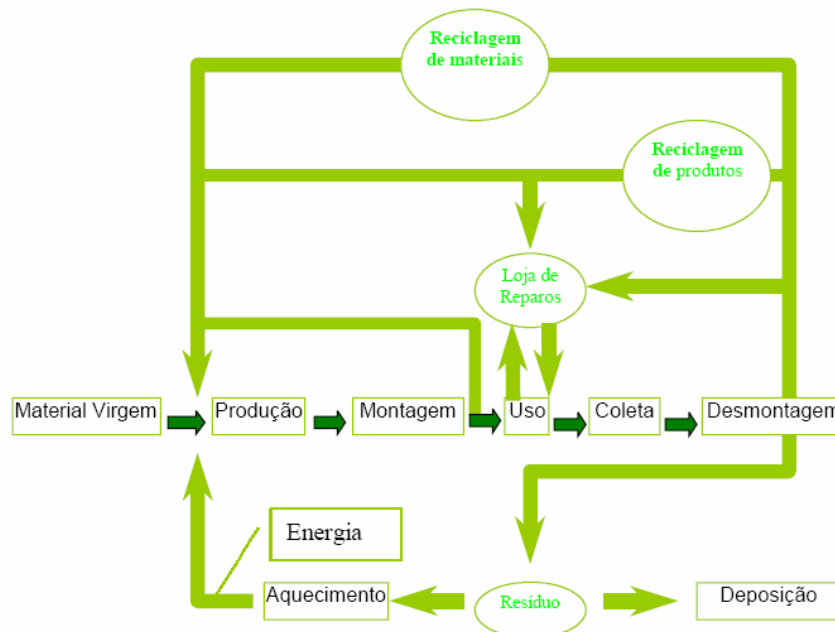 Reciclagem
de materiais
Reciclagem
de produtos
Loja de
Reparos
Material Virgem
Produção
Montagem
Uso
Coleta
Desmontagem
Energia
Aquecimento
Resíduo
Deposição